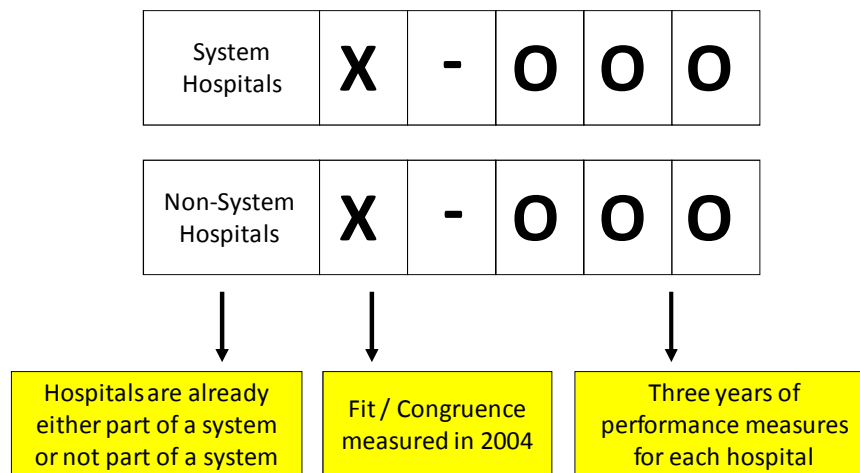 System
Hospitals
X - O O O
Non-System
Hospitals
X - O O O
Hospitals are already
either part of a system
or not part of a system
Fit / Congruence
measured in 2004
Three years of
performance measures
for each hospital